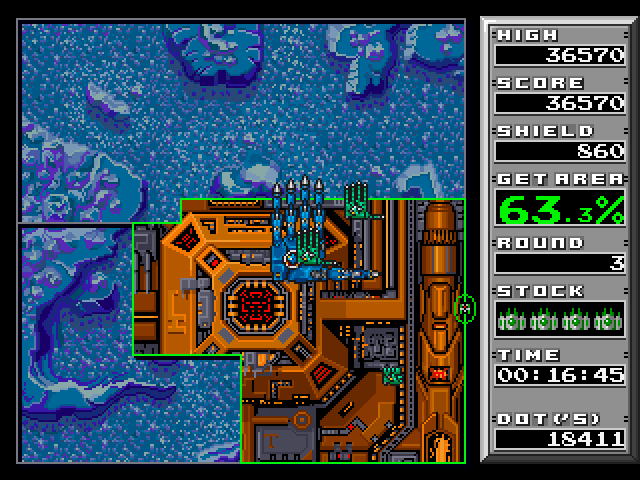 HIGH
36570
SCORE
36570
SHIELD
860
GET AREA
63.3%
ROUND
3
STOCK
TIME
00:16:45
DOT('S)
18411